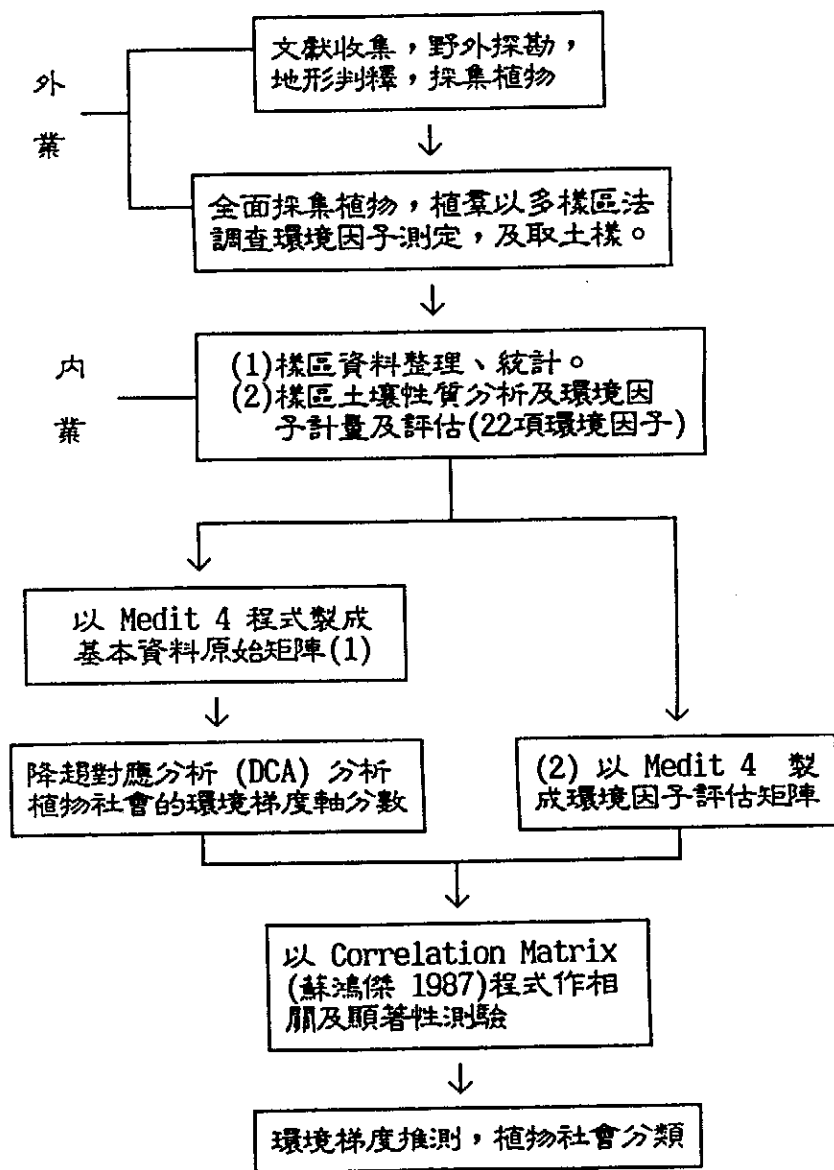 外業
文獻收集，野外探勘，
地形判釋，採集植物
全面採集植物，植羣以多樣區法
調查環境因子測定，及取土樣。
內業
(1)樣區資料整理、統計。
(2)樣區土壤性質分析及環境因
子計量及評估(22項環境因子)
以 Medit 4 程式製成
基本資料原始矩陣(1)
降趨對應分析 (DCA) 分析
植物社會的環境梯度軸分數
(2) 以 Medit 4 製
成環境因子評估矩陣
以 Correlation Matrix
(蘇鴻傑 1987)程式作相
關及顯著性測驗
環境梯度推測，植物社會分類